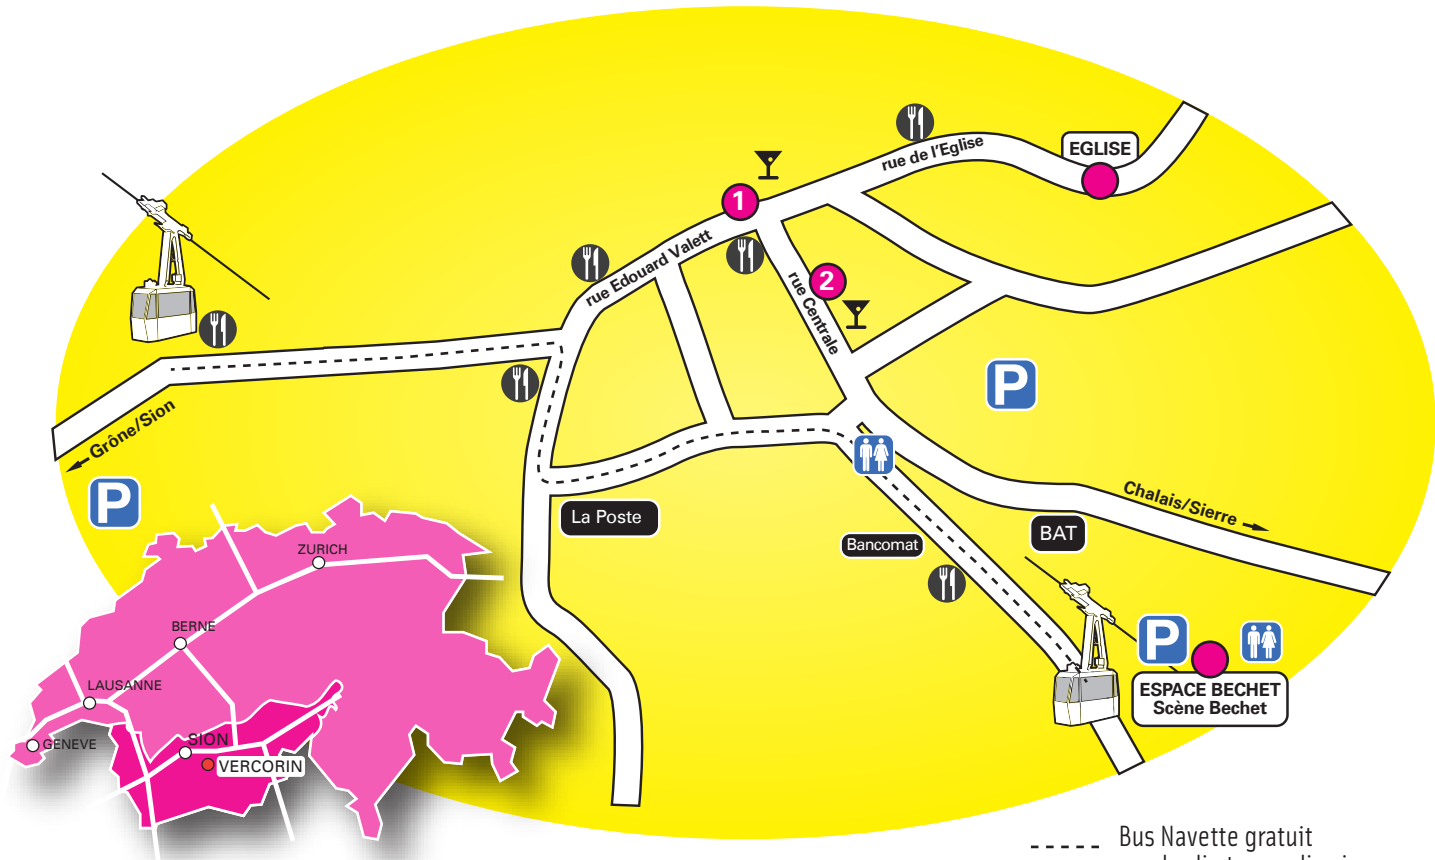 rue de l'Eglise
EGLISE
1
rue Edouard Valett
2
rue Centrale
P
Grône/Sion
P
Chalais/Sierre
La Poste
BAT
Bancomat
ZURICH
BERNE
LAUSANNE
GENEVE
SION
VERCORIN
P
ESPACE BECHET
Scène Bechet
Bus Navette gratuit